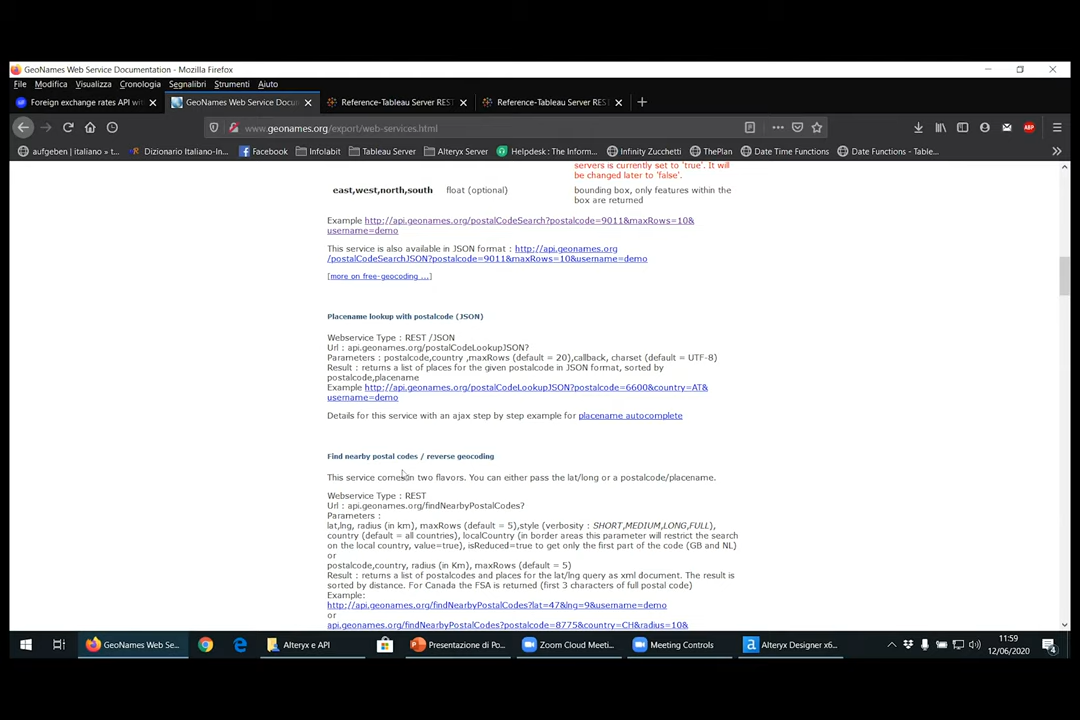 GeoNames Web Service Documentation - Mozilla Firefox
File Modifica Visualizza Cronologia Segnalibri Strumenti Aiuto
Foreign exchange rates API wit
GeoNames Web Service Docu
Reference-Tableau Server REST
Reference-Tableau Server REST
www.geonames.org/export/web-services.html
aufgeben | italiano » t...
Dizionario Italiano-In...
Facebook
Infolabit
Tableau Server
Alteryx Server
Helpdesk : The Inform...
Infinity Zucchetti
ThePlan
Date Time Functions
Date Functions - Table...
servers is currently set to 'true'. It will
be changed later to 'false'.
east,west,north,south float (optional) bounding box, only features within the
box are returned
Example http://api.geonames.org/postalCodeSearch?postalcode=9011&maxRows=10&
username=demo
This service is also available in JSON format : http://api.geonames.org
/postalCodeSearchJSON?postalcode=9011&maxRows=10&username=demo
[more on free-geocoding ...]
Placename lookup with postalcode (JSON)
Webservice Type : REST /JSON
Url : api.geonames.org/postalCodeLookupJSON?
Parameters : postalcode,country ,maxRows (default = 20),callback, charset (default = UTF-8)
Result : returns a list of places for the given postalcode in JSON format, sorted by
postalcode,placename
Example http://api.geonames.org/postalCodeLookupJSON?postalcode=6600&country=AT&
username=demo
Details for this service with an ajax step by step example for placename autocomplete
Find nearby postal codes / reverse geocoding
This service comes in two flavors. You can either pass the lat/long or a postalcode/placename.
Webservice Type : REST
Url : api.geonames.org/findNearbyPostalCodes?
Parameters :
lat,lng, radius (in km), maxRows (default = 5),style (verbosity : SHORT,MEDIUM,LONG,FULL),
country (default = all countries), localCountry (in border areas this parameter will restrict the search
on the local country, value=true), isReduced=true to get only the first part of the code (GB and NL)
or
postalcode,country, radius (in Km), maxRows (default = 5)
Result : returns a list of postalcodes and places for the lat/lng query as xml document. The result is
sorted by distance. For Canada the FSA is returned (first 3 characters of full postal code)
Example:
http://api.geonames.org/findNearbyPostalCodes?lat=47&lng=9&username=demo
or
api.geonames.org/findNearbyPostalCodes?postalcode=8775&country=CH&radius=10&
GeoNames Web Se...
Alteryx e API
Presentazione di Po...
Zoom Cloud Meeti...
Meeting Controls
Alteryx Designer x6...
11:59
12/06/2020
4